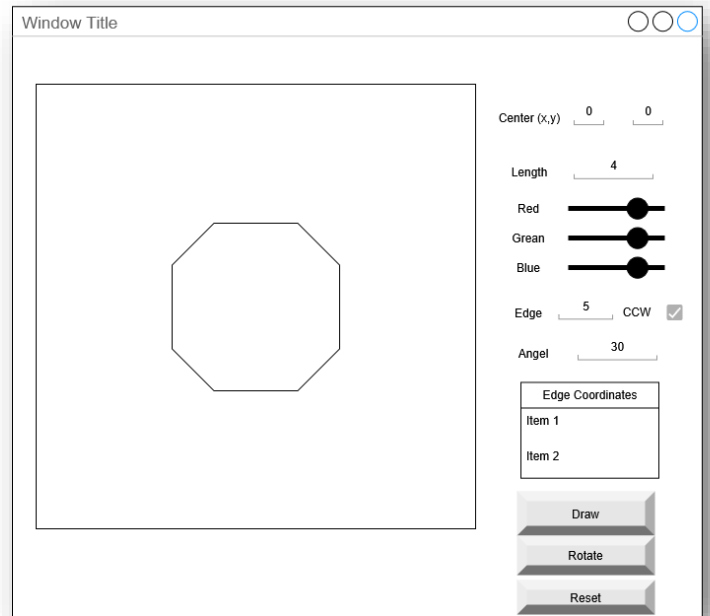 Window Title
Center (x,y) 0 0
Length 4
Red
Grean
Blue
Edge 5 CCW
Angel 30
Edge Coordinates
Item 1
Item 2
Draw
Rotate
Reset